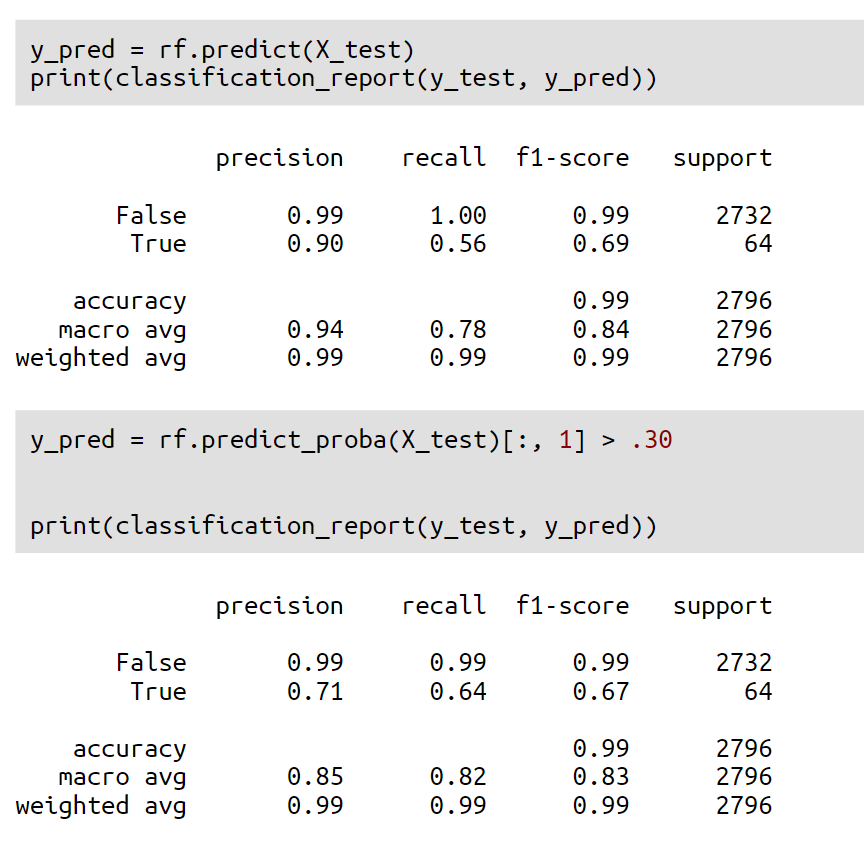 y_pred = rf.predict(X_test)
print(classification_report(y_test, y_pred))
precision recall f1-score support
False 0.99 1.00 0.99 2732
True 0.90 0.56 0.69 64
accuracy 0.99 2796
macro avg 0.94 0.78 0.84 2796
weighted avg 0.99 0.99 0.99 2796
y_pred = rf.predict_proba(X_test)[:, 1] > .30
print(classification_report(y_test, y_pred))
precision recall f1-score support
False 0.99 0.99 0.99 2732
True 0.71 0.64 0.67 64
accuracy 0.99 2796
macro avg 0.85 0.82 0.83 2796
weighted avg 0.99 0.99 0.99 2796